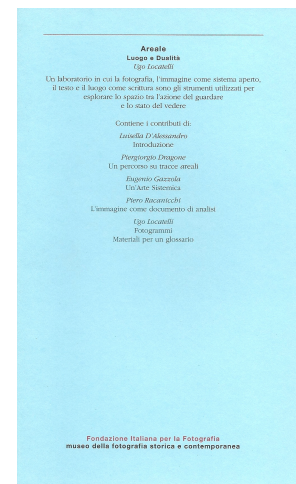 Areale
Luogo e Dualità
Ugo Locatelli
Un laboratorio in cui la fotografia, l'immagine come sistema aperto,
il testo e il luogo come scrittura sono gli strumenti utilizzati per
esplorare lo spazio tra l'azione del guardare
e lo stato del vedere
Contiene i contributi di:
Luisella D'Alessandro
Introduzione
Piergiorgio Dragone
Un percorso su tracce areali
Eugenio Gazzola
Un'Arte Sistemica
Piero Racanicchi
L'immagine come documento di analisi
Ugo Locatelli
Fotogrammi
Materiali per un glossario
Fondazione Italiana per la Fotografia
museo della fotografia storica e contemporanea